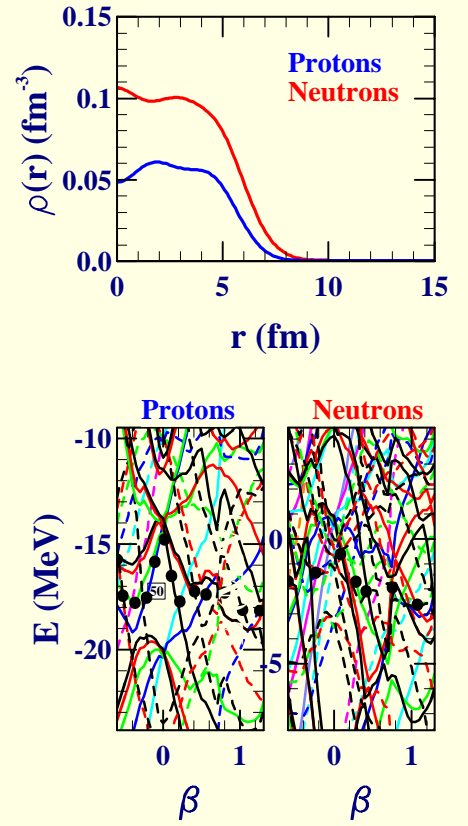 0.15
Protons
Neutrons
0.1
ρ(r) (fm-3)
0.05
0.0
0 5 10 15
r (fm)
Protons Neutrons
-10
0
-15
E (MeV)
50
-20
-5
0 1 0 1
β β